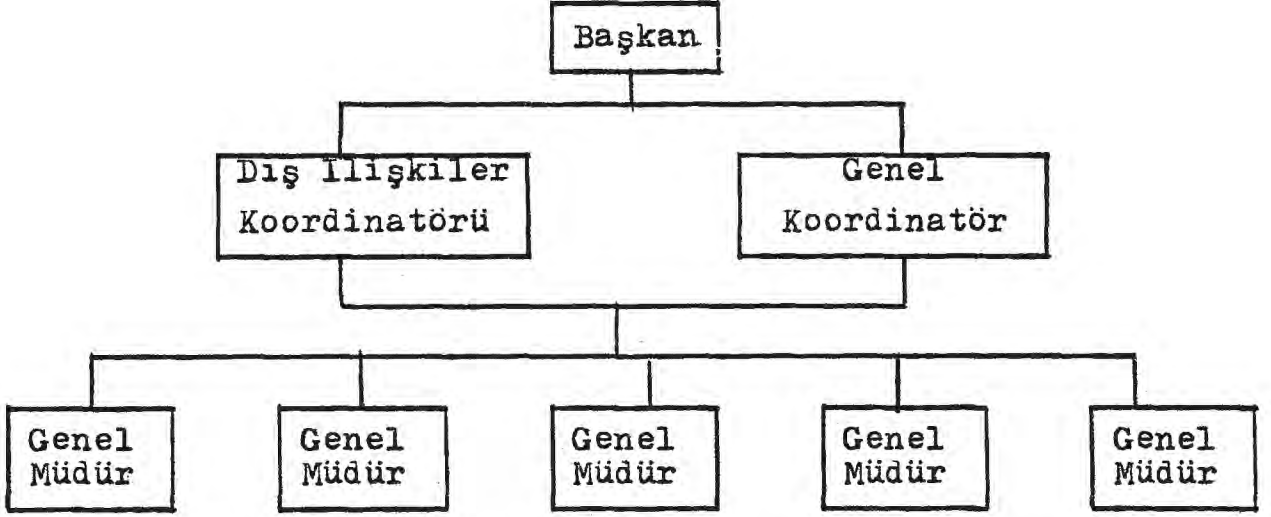 Başkan
Dış İlişkiler
Koordinatörü
Genel
Koordinatör
Genel
Müdür
Genel
Müdür
Genel
Müdür
Genel
Müdür
Genel
Müdür